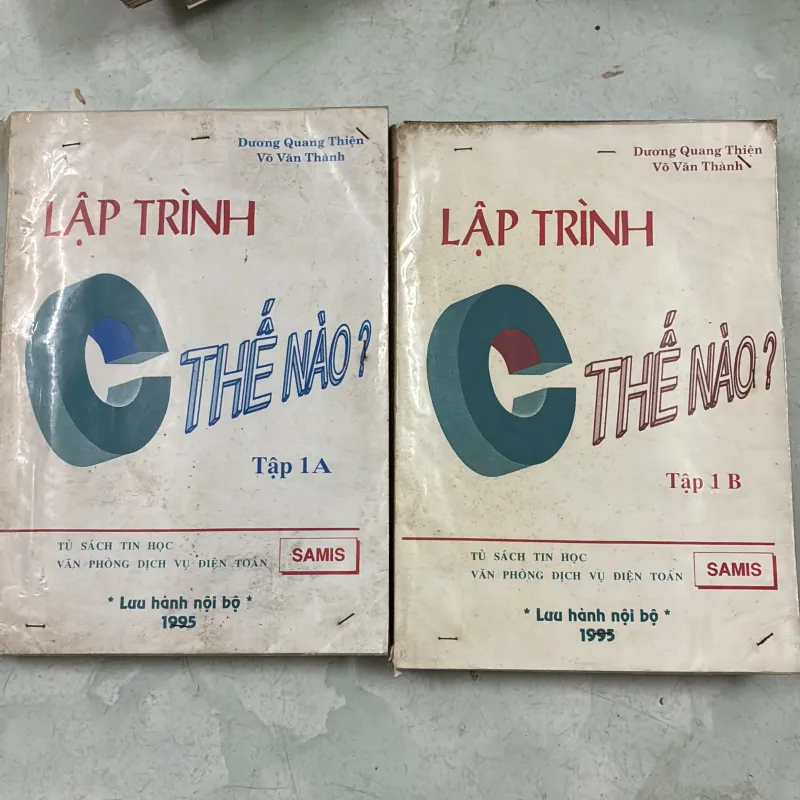 Dương Quang Thiện
Võ Văn Thành
LẬP TRÌNH
C
THẾ NÀO?
Tập 1A
TỦ SÁCH TIN HỌC
VĂN PHÒNG DỊCH VỤ ĐIỆN TOÁN
SAMIS
* Lưu hành nội bộ *
1995
Dương Quang Thiện
Võ Văn Thành
LẬP TRÌNH
C
THẾ NÀO?
Tập 1 B
TỦ SÁCH TIN HỌC
VĂN PHÒNG DỊCH VỤ ĐIỆN TOÁN
SAMIS
* Lưu hành nội bộ *
1995